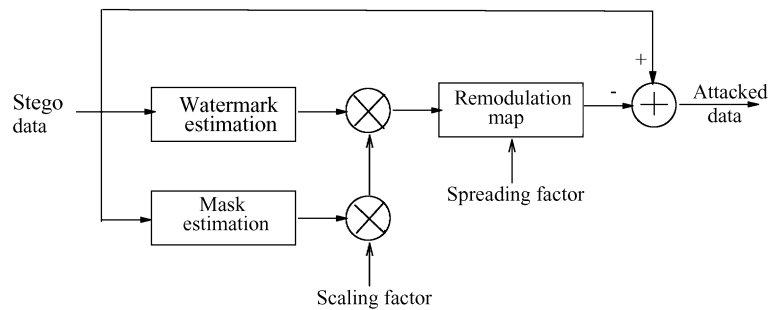 +
Stego
data
Watermark
estimation
Remodulation
map
-
Attacked
data
Mask
estimation
Spreading factor
Scaling factor